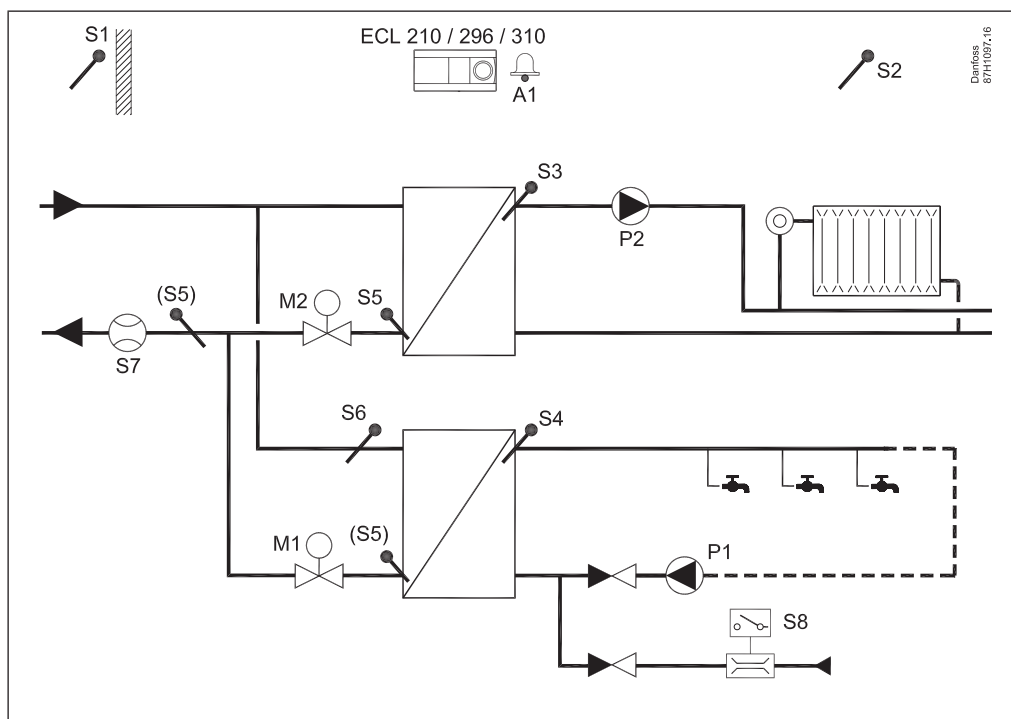 S1
ECL 210 / 296 / 310
A1
S2
Danfoss
87H1097.16
S3
P2
(S5)
M2
S5
S7
S6
S4
M1
(S5)
P1
S8